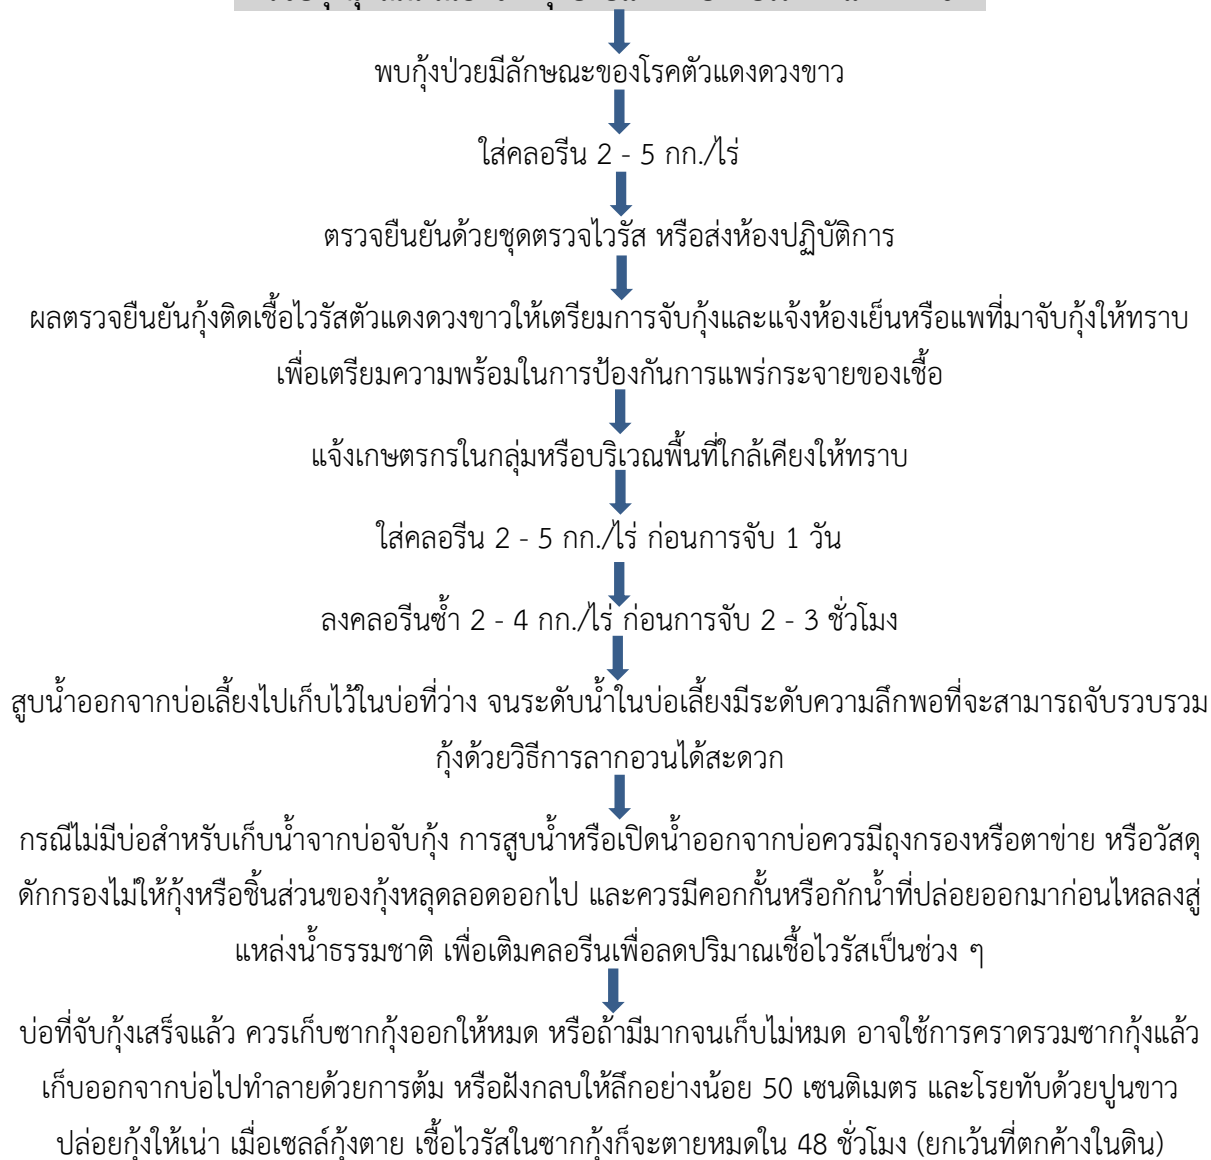 พบกุ้งป่วยมีลักษณะของโรคตัวแดงดวงขาว
ใส่คลอรีน 2 - 5 กก./ไร่
ตรวจยืนยันด้วยชุดตรวจไวรัส หรือส่งห้องปฏิบัติการ
ผลตรวจยืนยันกุ้งติดเชื้อไวรัสตัวแดงดวงขาวให้เตรียมการจับกุ้งและแจ้งห้องเย็นหรือแพที่มาจับกุ้งให้ทราบ
เพื่อเตรียมความพร้อมในการป้องกันการแพร่กระจายของเชื้อ
แจ้งเกษตรกรในกลุ่มหรือบริเวณพื้นที่ใกล้เคียงให้ทราบ
ใส่คลอรีน 2 - 5 กก./ไร่ ก่อนการจับ 1 วัน
ลงคลอรีนซ้ำ 2 - 4 กก./ไร่ ก่อนการจับ 2 - 3 ชั่วโมง
สูบน้ำออกจากบ่อเลี้ยงไปเก็บไว้ในบ่อที่ว่าง จนระดับน้ำในบ่อเลี้ยงมีระดับความลึกพอที่จะสามารถจับรวบรวม
กุ้งด้วยวิธีการลากอวนได้สะดวก
กรณีไม่มีบ่อสำหรับเก็บน้ำจากบ่อจับกุ้ง การสูบน้ำหรือเปิดน้ำออกจากบ่อควรมีถุงกรองหรือตาข่าย หรือวัสดุ
ดักกรองไม่ให้กุ้งหรือชิ้นส่วนของกุ้งหลุดลอดออกไป และควรมีคอกกั้นหรือกักน้ำที่ปล่อยออกมาก่อนไหลลงสู่
แหล่งน้ำธรรมชาติ เพื่อเติมคลอรีนเพื่อลดปริมาณเชื้อไวรัสเป็นช่วง ๆ
บ่อที่จับกุ้งเสร็จแล้ว ควรเก็บซากกุ้งออกให้หมด หรือถ้ามีมากจนเก็บไม่หมด อาจใช้การคราดรวมซากกุ้งแล้ว
เก็บออกจากบ่อไปทำลายด้วยการต้ม หรือฝังกลบให้ลึกอย่างน้อย 50 เซนติเมตร และโรยทับด้วยปูนขาว
ปล่อยกุ้งให้เน่า เมื่อเซลล์กุ้งตาย เชื้อไวรัสในซากกุ้งก็จะตายหมดใน 48 ชั่วโมง (ยกเว้นที่ตกค้างในดิน)